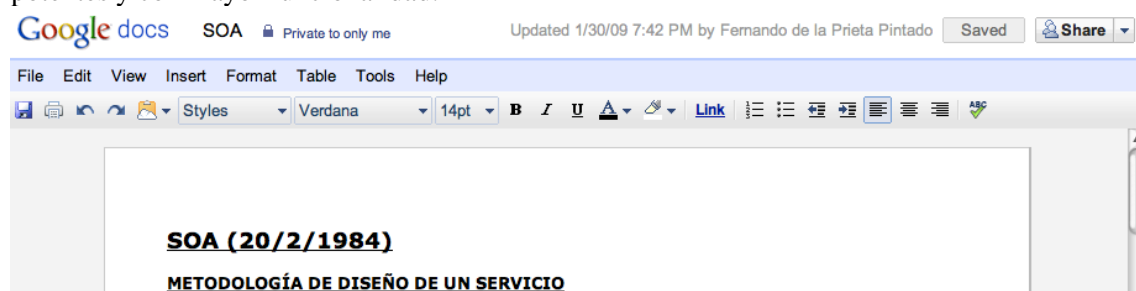 Google docs SOA Private to only me Updated 1/30/09 7:42 PM by Fernando de la Prieta Pintado Saved Share
File Edit View Insert Format Table Tools Help
Styles Verdana 14pt B I U A Link ABC
SOA (20/2/1984)
METODOLOGÍA DE DISEÑO DE UN SERVICIO